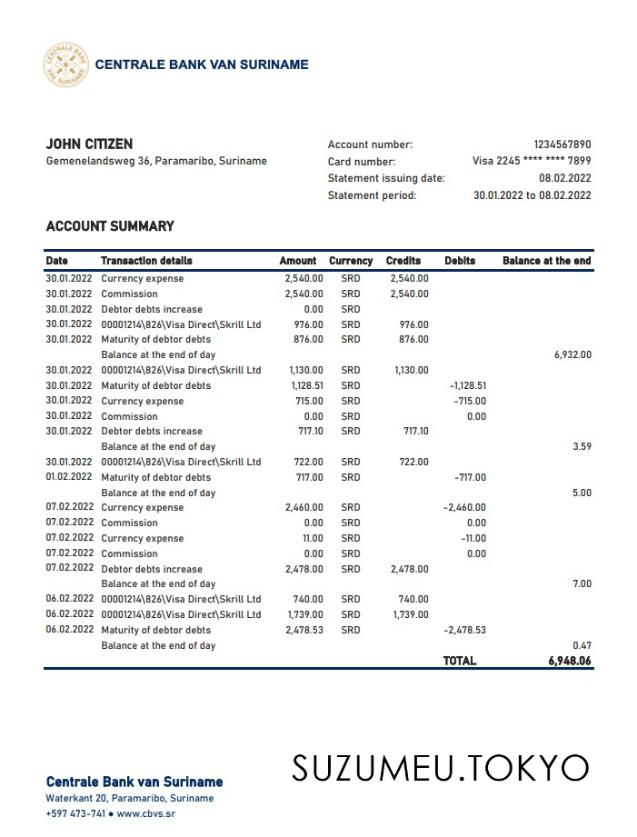 CENTRALE BANK VAN SURINAME
JOHN CITIZEN
Gemenelandsweg 36, Paramaribo, Suriname
Account number: 1234567890
Card number: Visa 2245 **** **** 7899
Statement issuing date: 08.02.2022
Statement period: 30.01.2022 to 08.02.2022
ACCOUNT SUMMARY
Date Transaction details Amount Currency Credits Debits Balance at the end
30.01.2022 Currency expense 2,540.00 SRD 2,540.00
30.01.2022 Commission 2,540.00 SRD 2,540.00
30.01.2022 Debtor debts increase 0.00 SRD
30.01.2022 00001214\826\Visa Direct\Skrill Ltd 976.00 SRD 976.00
30.01.2022 Maturity of debtor debts 876.00 SRD 876.00
Balance at the end of day 6,932.00
30.01.2022 00001214\826\Visa Direct\Skrill Ltd 1,130.00 SRD 1,130.00
30.01.2022 Maturity of debtor debts 1,128.51 SRD -1,128.51
30.01.2022 Currency expense 715.00 SRD -715.00
30.01.2022 Commission 0.00 SRD 0.00
30.01.2022 Debtor debts increase 717.10 SRD 717.10
Balance at the end of day 3.59
30.01.2022 00001214\826\Visa Direct\Skrill Ltd 722.00 SRD 722.00
01.02.2022 Maturity of debtor debts 717.00 SRD -717.00
Balance at the end of day 5.00
07.02.2022 Currency expense 2,460.00 SRD -2,460.00
07.02.2022 Commission 0.00 SRD 0.00
07.02.2022 Currency expense 11.00 SRD -11.00
07.02.2022 Commission 0.00 SRD 0.00
07.02.2022 Debtor debts increase 2,478.00 SRD 2,478.00
Balance at the end of day 7.00
06.02.2022 00001214\826\Visa Direct\Skrill Ltd 740.00 SRD 740.00
06.02.2022 00001214\826\Visa Direct\Skrill Ltd 1,739.00 SRD 1,739.00
06.02.2022 Maturity of debtor debts 2,478.53 SRD -2,478.53
Balance at the end of day 0.47
TOTAL 6,948.06
SUZUMEU.TOKYO
Centrale Bank van Suriname
Waterkant 20, Paramaribo, Suriname
+597 473-741 ● www.cbvs.sr